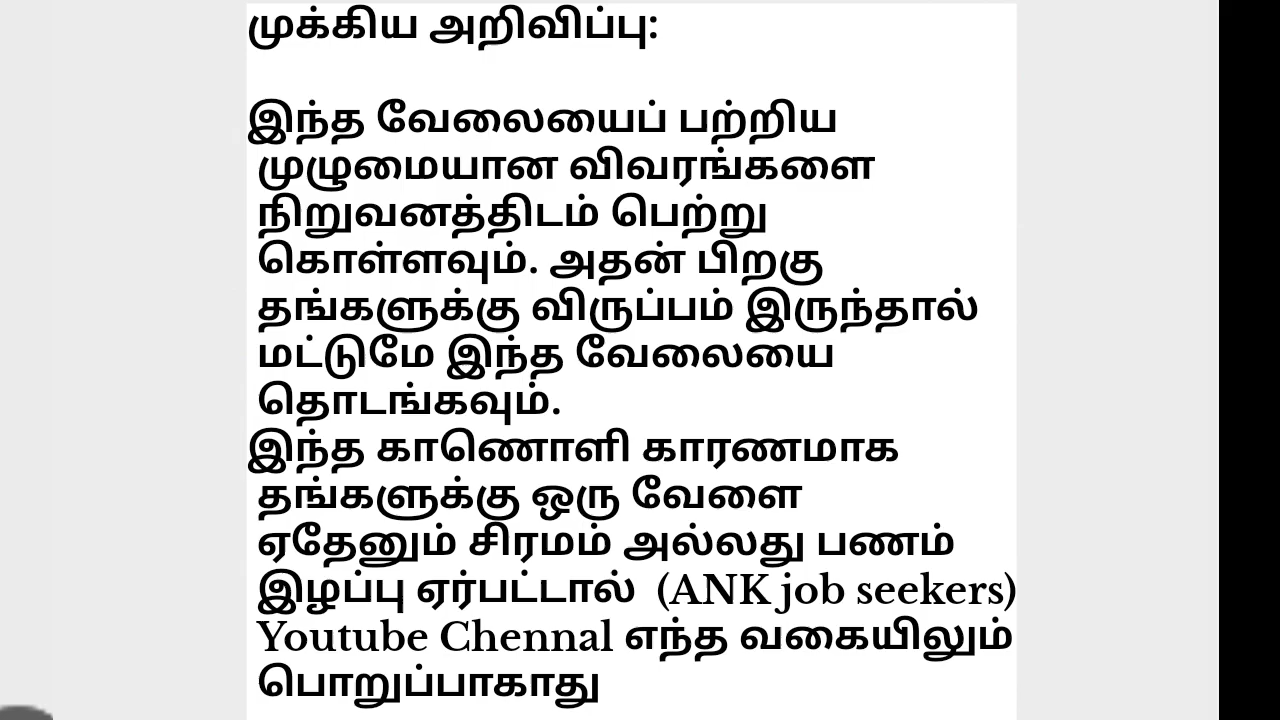 முக்கிய அறிவிப்பு:
இந்த வேலையைப் பற்றிய
முழுமையான விவரங்களை
நிறுவனத்திடம் பெற்று
கொள்ளவும். அதன் பிறகு
தங்களுக்கு விருப்பம் இருந்தால்
மட்டுமே இந்த வேலையை
தொடங்கவும்.
இந்த காணொளி காரணமாக
தங்களுக்கு ஒரு வேளை
ஏதேனும் சிரமம் அல்லது பணம்
இழப்பு ஏர்பட்டால் (ANK job seekers)
Youtube Chennal எந்த வகையிலும்
பொறுப்பாகாது